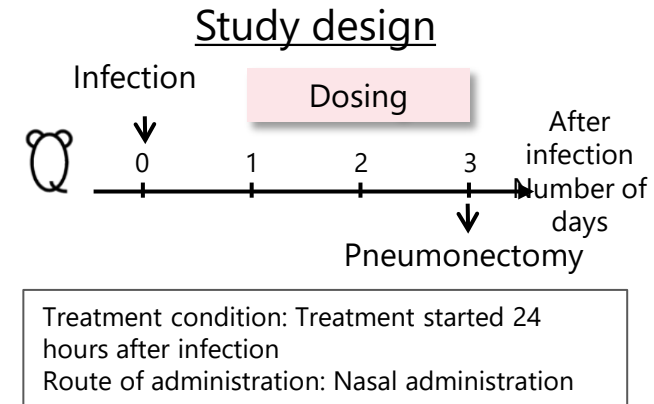 Study design
Infection
Dosing
After
infection
Number of
days
0 1 2 3
Pneumonectomy
Treatment condition: Treatment started 24
hours after infection
Route of administration: Nasal administration